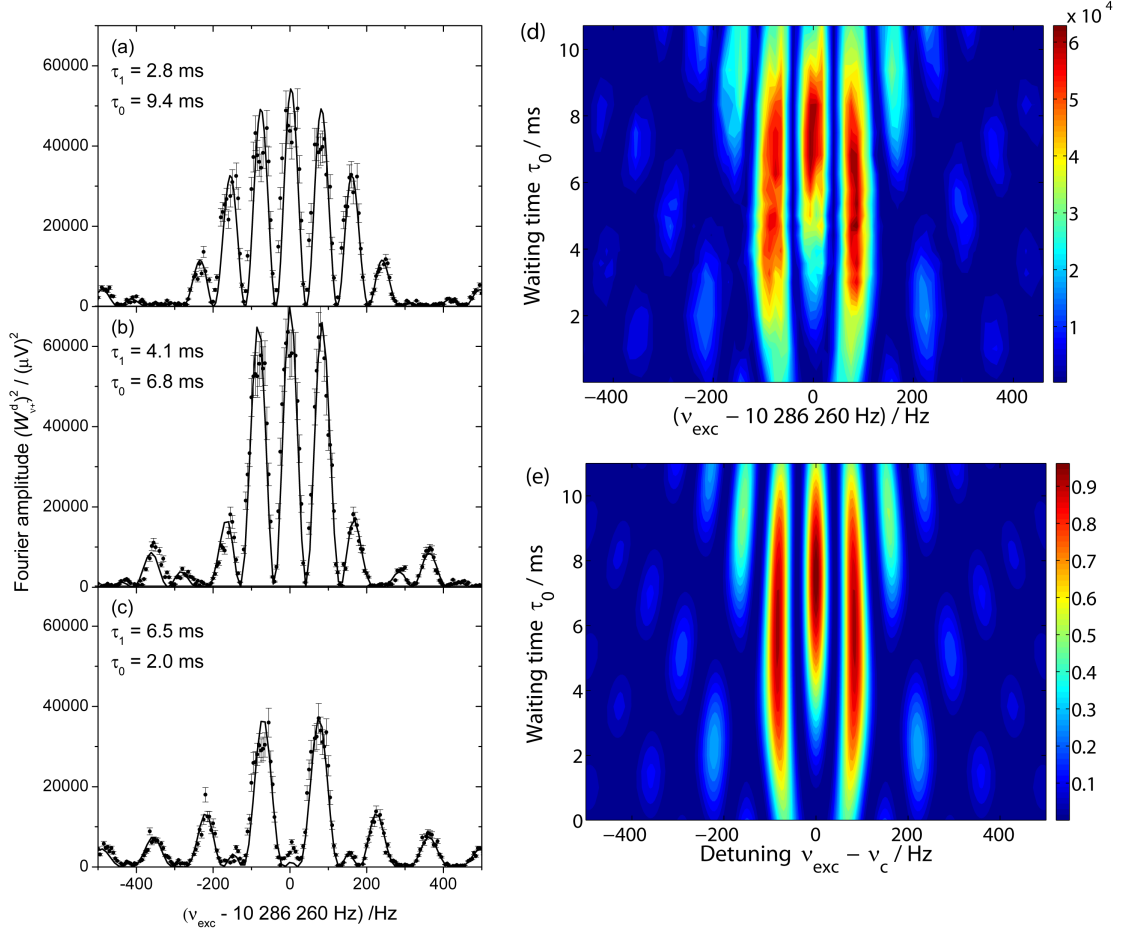 (a)
τ1 = 2.8 ms
τ0 = 9.4 ms
60000
40000
20000
0
(b)
τ1 = 4.1 ms
τ0 = 6.8 ms
60000
40000
20000
0
(c)
τ1 = 6.5 ms
τ0 = 2.0 ms
60000
40000
20000
0
-400 -200 0 200 400
(νexc - 10 286 260 Hz) /Hz
Fourier amplitude (Wdν+)2 / (μV)2
(d)
x 10 4
10
8
6
4
2
−400 −200 0 200 400
(νexc − 10 286 260 Hz) / Hz
Waiting time τ0 / ms
6
5
4
3
2
1
(e)
10
8
6
4
2
0
−400 −200 0 200 400
Detuning νexc − νc / Hz
Waiting time τ0 / ms
0.9
0.8
0.7
0.6
0.5
0.4
0.3
0.2
0.1